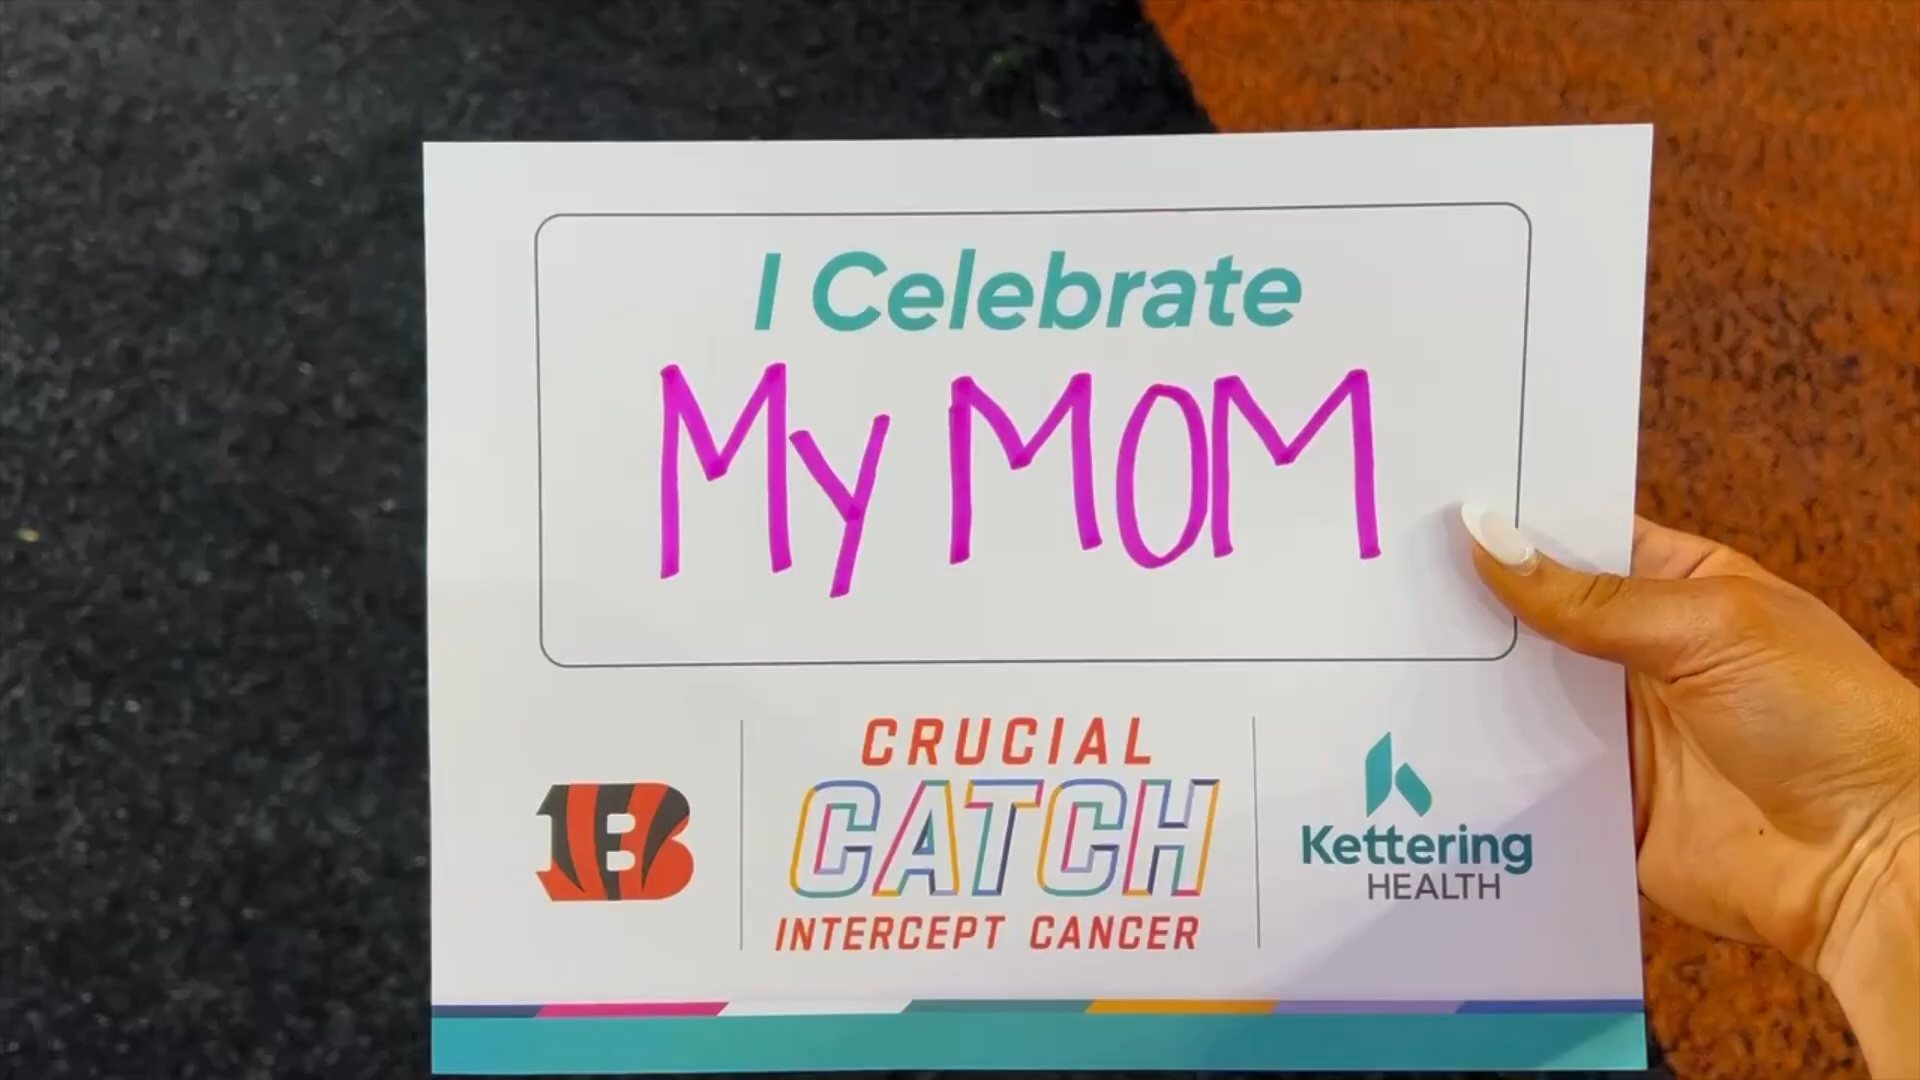 I Celebrate
My MOM
CRUCIAL
CATCH
INTERCEPT CANCER
B
Kettering
HEALTH